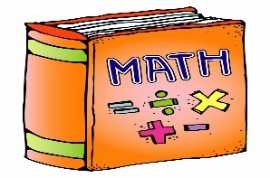 MATH
= ÷ ×
+ -